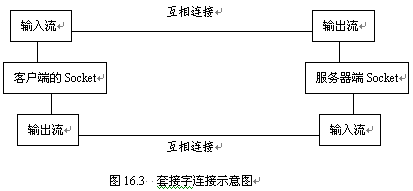 互相连接
输入流
输出流
客户端的 Socket
服务器端 Socket
输出流
输入流
互相连接
图 16.3 套接字连接示意图